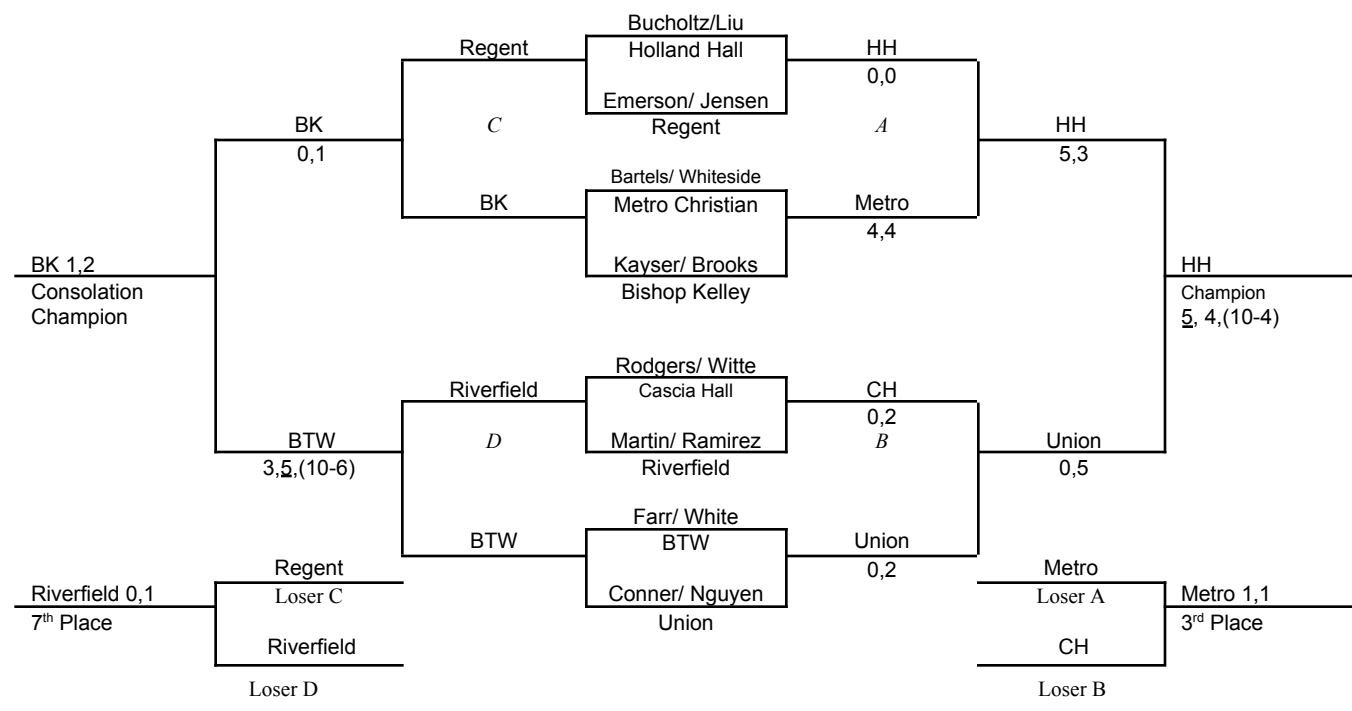 Bucholtz/Liu
Regent
Holland Hall
HH
0,0
Emerson/ Jensen
BK
C
Regent
A
HH
0,1
5,3
Bartels/ Whiteside
BK
Metro Christian
Metro
4,4
BK 1,2
Kayser/ Brooks
HH
Consolation
Champion
Bishop Kelley
Champion
5, 4,(10-4)
Rodgers/ Witte
Riverfield
Cascia Hall
CH
0,2
BTW
D
Martin/ Ramirez
B
Union
3,5,(10-6)
Riverfield
0,5
Farr/ White
BTW
BTW
Union
0,2
Regent
Metro
Riverfield 0,1
Loser C
Conner/ Nguyen
Loser A
Metro 1,1
7th Place
Union
3rd Place
Riverfield
CH
Loser D
Loser B